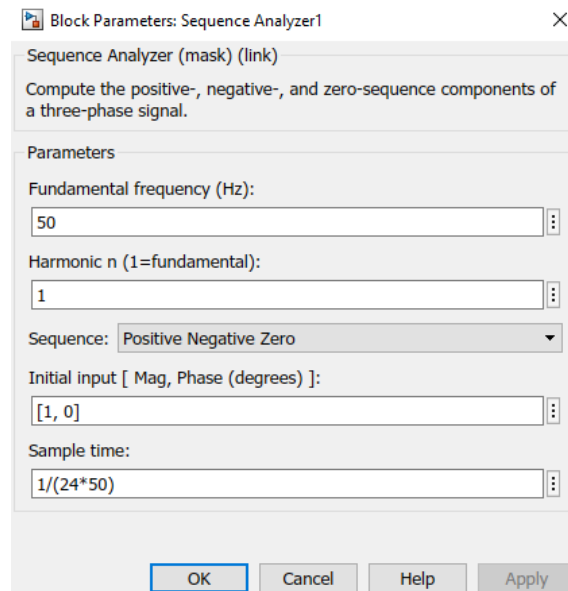 Block Parameters: Sequence Analyzer1
Sequence Analyzer (mask) (link)
Compute the positive-, negative-, and zero-sequence components of
a three-phase signal.
Parameters
Fundamental frequency (Hz):
50
Harmonic n (1=fundamental):
1
Sequence: Positive Negative Zero
Initial input [ Mag, Phase (degrees) ]:
[1, 0]
Sample time:
1/(24*50)
OK Cancel Help Apply